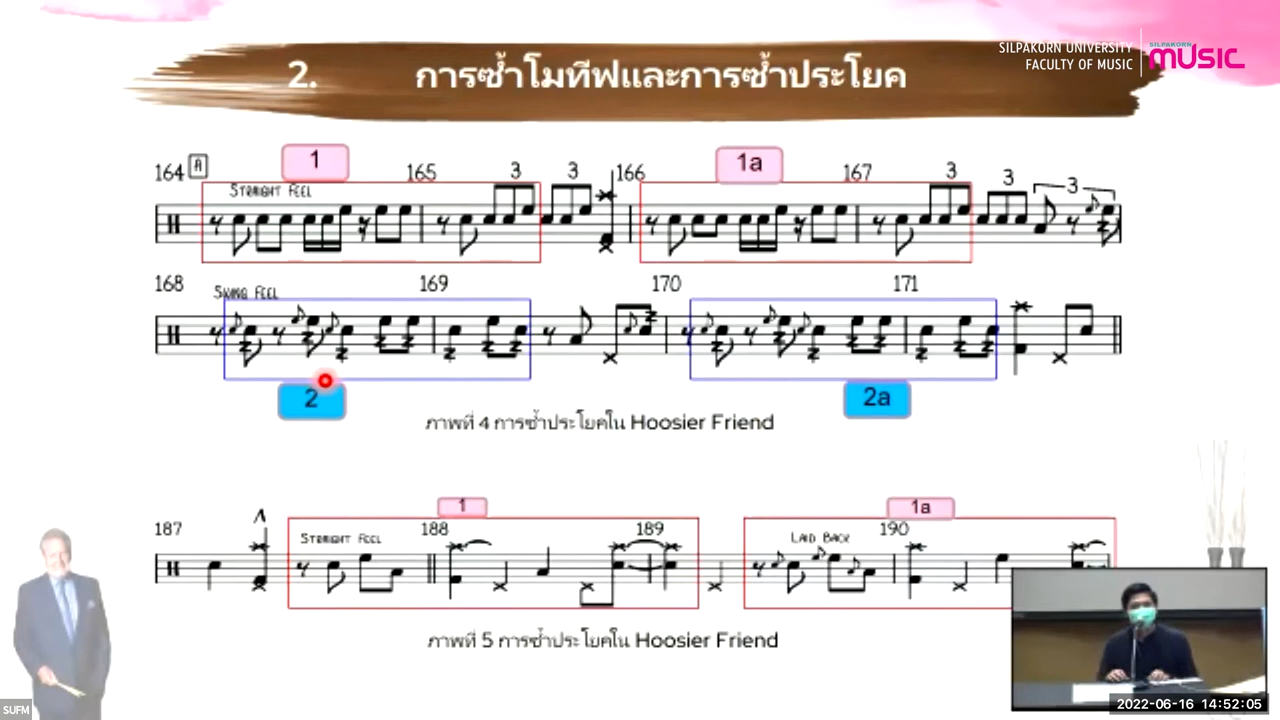 SILPAKORN UNIVERSITY
FACULTY OF MUSIC
SILPAKORN
MUSIC
2. การซ้ำโมทีฟและการซ้ำประโยค
164 A 1 165 3 3 166 1a 167 3 3 3
STRAIGHT FEEL
168 169 170 171
SWING FEEL
2 2a
ภาพที่ 4 การซ้ำประโยคใน Hoosier Friend
1 1a
187 188 189 190
STRAIGHT FEEL LAID BACK
ภาพที่ 5 การซ้ำประโยคใน Hoosier Friend
SUFM
2022-06-16 14:52:05